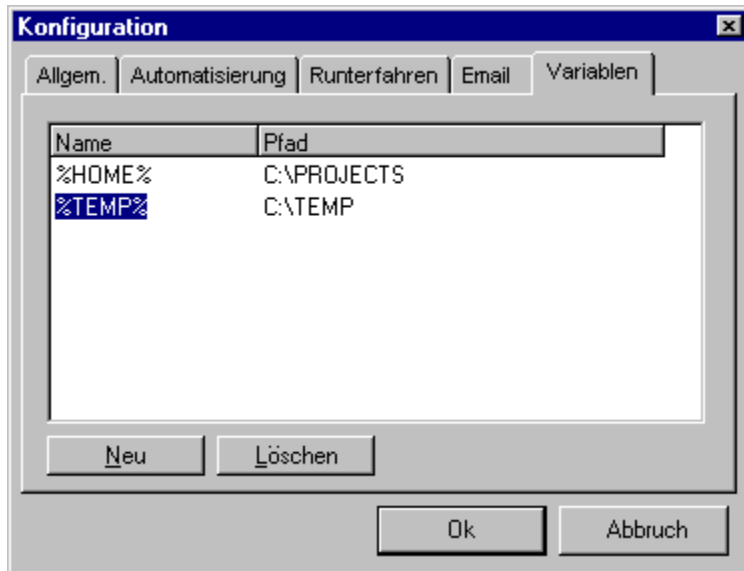 Konfiguration
Allgem. Automatisierung Runterfahren Email Variablen
Name Pfad
%HOME% C:\PROJECTS
%TEMP% C:\TEMP
Neu Löschen
Ok Abbruch